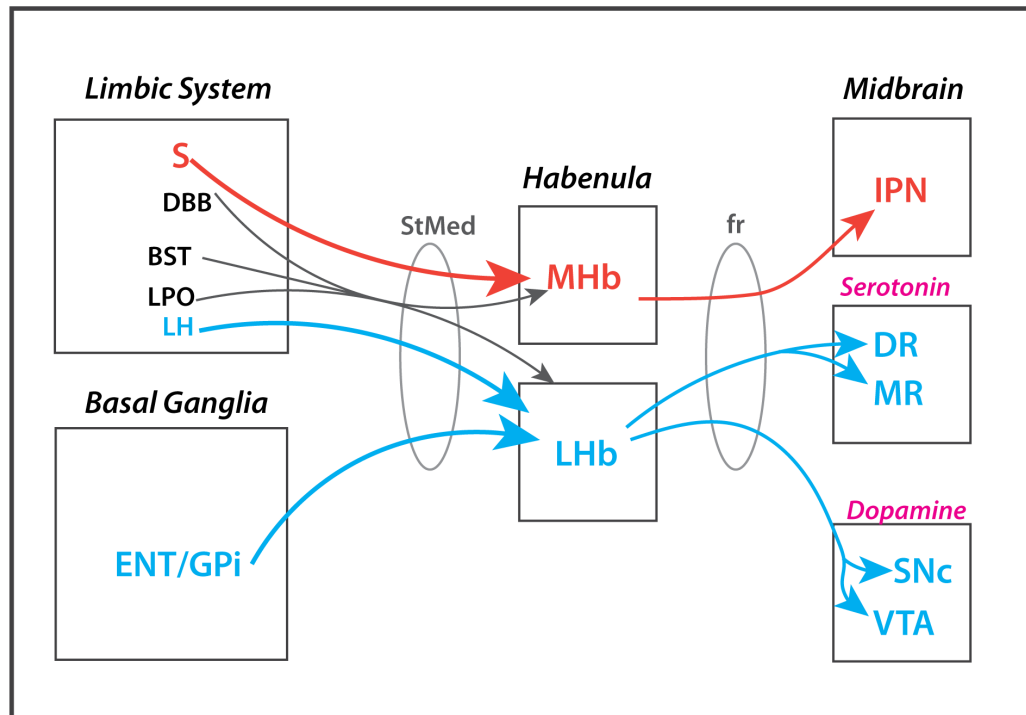 Limbic System
S
DBB
BST
LPO
LH
Basal Ganglia
ENT/GPi
StMed
Habenula
MHb
LHb
fr
Midbrain
IPN
Serotonin
DR
MR
Dopamine
SNc
VTA